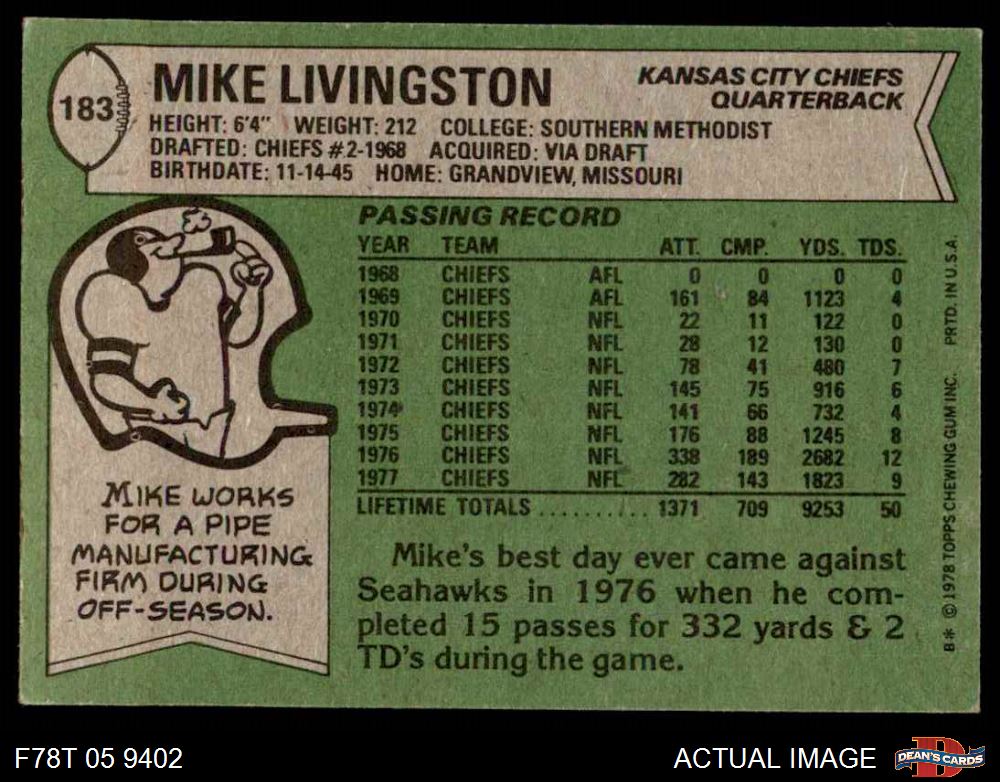 183
MIKE LIVINGSTON
KANSAS CITY CHIEFS
QUARTERBACK
HEIGHT: 6'4" WEIGHT: 212 COLLEGE: SOUTHERN METHODIST
DRAFTED: CHIEFS #2-1968 ACQUIRED: VIA DRAFT
BIRTHDATE: 11-14-45 HOME: GRANDVIEW, MISSOURI
PASSING RECORD
YEAR TEAM ATT. CMP. YDS. TDS.
1968 CHIEFS AFL 0 0 0 0
1969 CHIEFS AFL 161 84 1123 4
1970 CHIEFS NFL 22 11 122 0
1971 CHIEFS NFL 28 12 130 0
1972 CHIEFS NFL 78 41 480 7
1973 CHIEFS NFL 145 75 916 6
1974 CHIEFS NFL 141 66 732 4
1975 CHIEFS NFL 176 88 1245 8
1976 CHIEFS NFL 338 189 2682 12
1977 CHIEFS NFL 282 143 1823 9
LIFETIME TOTALS .......... 1371 709 9253 50
MIKE WORKS
FOR A PIPE
MANUFACTURING
FIRM DURING
OFF-SEASON.
Mike's best day ever came against
Seahawks in 1976 when he com-
pleted 15 passes for 332 yards & 2
TD's during the game.
B* © 1978 TOPPS CHEWING GUM INC. PRTD. IN U.S.A.
F78T 05 9402
ACTUAL IMAGE
D
DEAN'S CARDS